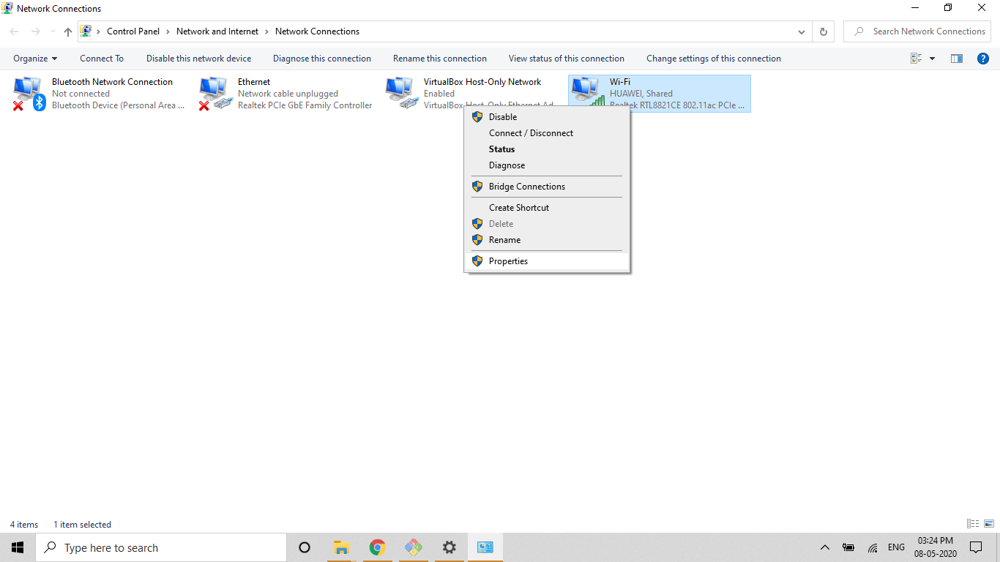 Network Connections
Control Panel > Network and Internet > Network Connections
Search Network Connections
Organize Connect To Disable this network device Diagnose this connection Rename this connection View status of this connection Change settings of this connection
Bluetooth Network Connection
Not connected
Bluetooth Device (Personal Area ...
Ethernet
Network cable unplugged
Realtek PCIe GbE Family Controller
VirtualBox Host-Only Network
Enabled
VirtualBox Host-Only Ethernet Ad
Wi-Fi
HUAWEI, Shared
Realtek RTL8821CE 802.11ac PCIe ...
Disable
Connect / Disconnect
Status
Diagnose
Bridge Connections
Create Shortcut
Delete
Rename
Properties
4 items 1 item selected
Type here to search
ENG
03:24 PM
08-05-2020